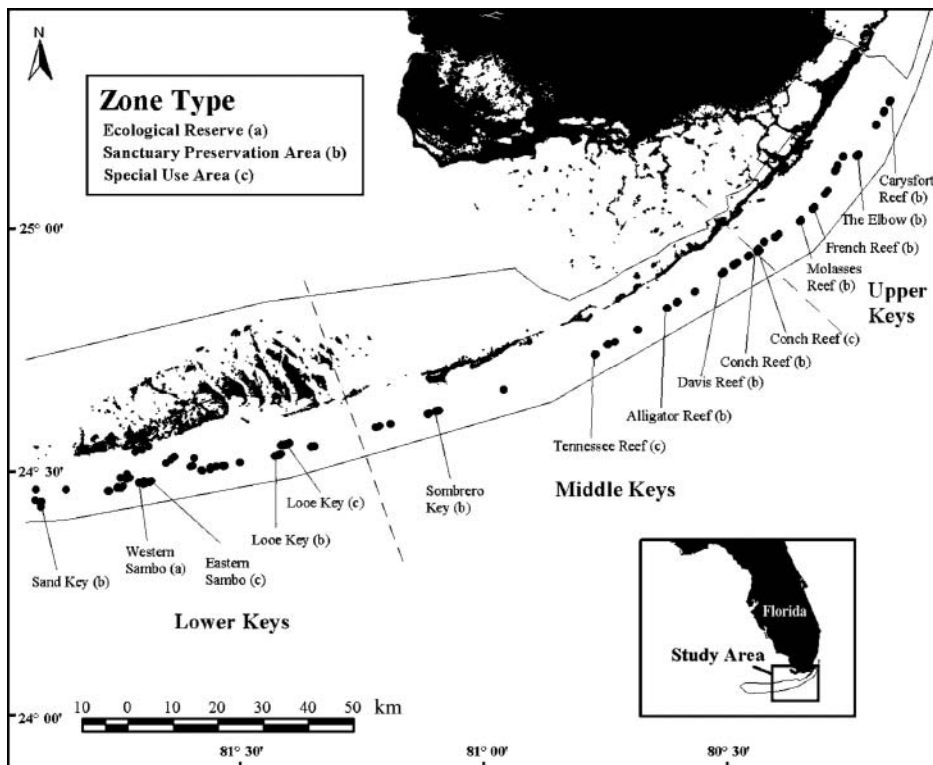 N
Zone Type
Ecological Reserve (a)
Sanctuary Preservation Area (b)
Special Use Area (c)
25° 00'
24° 30'
24° 00'
Carysfort
Reef (b)
The Elbow (b)
French Reef (b)
Molasses
Reef (b)
Upper
Keys
Conch Reef (c)
Conch Reef (b)
Davis Reef (b)
Alligator Reef (b)
Tennessee Reef (c)
Middle Keys
Sombrero
Key (b)
Looe Key (c)
Looe Key (b)
Eastern
Sambo (c)
Western
Sambo (a)
Sand Key (b)
Lower Keys
Florida
Study Area
10 0 10 20 30 40 50 km
81° 30'
81° 00'
80° 30'